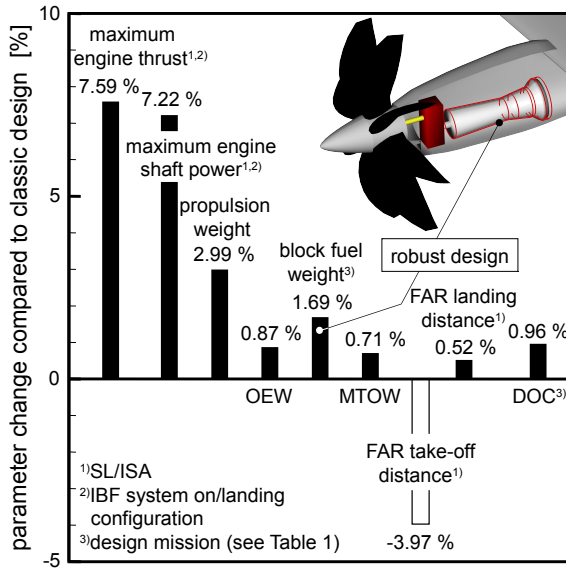 parameter change compared to classic design [%]
10
5
0
-5
maximum
engine thrust1,2)
7.59 %
7.22 %
maximum engine
shaft power1,2)
propulsion
weight
2.99 %
0.87 %
OEW
block fuel
weight3)
1.69 %
robust design
0.71 %
MTOW
FAR landing
distance1)
0.52 %
0.96 %
DOC3)
FAR take-off
distance1)
-3.97 %
1)SL/ISA
2)IBF system on/landing
configuration
3)design mission (see Table 1)